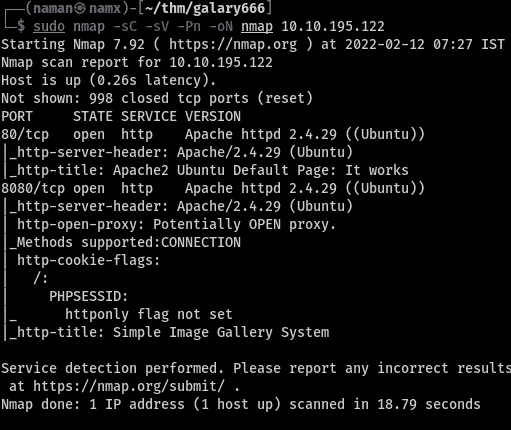 (naman㉿namx)-[~/thm/galary666]
$ sudo nmap -sC -sV -Pn -oN nmap 10.10.195.122
Starting Nmap 7.92 ( https://nmap.org ) at 2022-02-12 07:27 IST
Nmap scan report for 10.10.195.122
Host is up (0.26s latency).
Not shown: 998 closed tcp ports (reset)
PORT     STATE SERVICE VERSION
80/tcp   open  http    Apache httpd 2.4.29 ((Ubuntu))
|_http-server-header: Apache/2.4.29 (Ubuntu)
|_http-title: Apache2 Ubuntu Default Page: It works
8080/tcp open  http    Apache httpd 2.4.29 ((Ubuntu))
|_http-server-header: Apache/2.4.29 (Ubuntu)
| http-open-proxy: Potentially OPEN proxy.
|_Methods supported:CONNECTION
| http-cookie-flags:
|   /:
|     PHPSESSID:
|_      httponly flag not set
|_http-title: Simple Image Gallery System
Service detection performed. Please report any incorrect results
 at https://nmap.org/submit/ .
Nmap done: 1 IP address (1 host up) scanned in 18.79 seconds